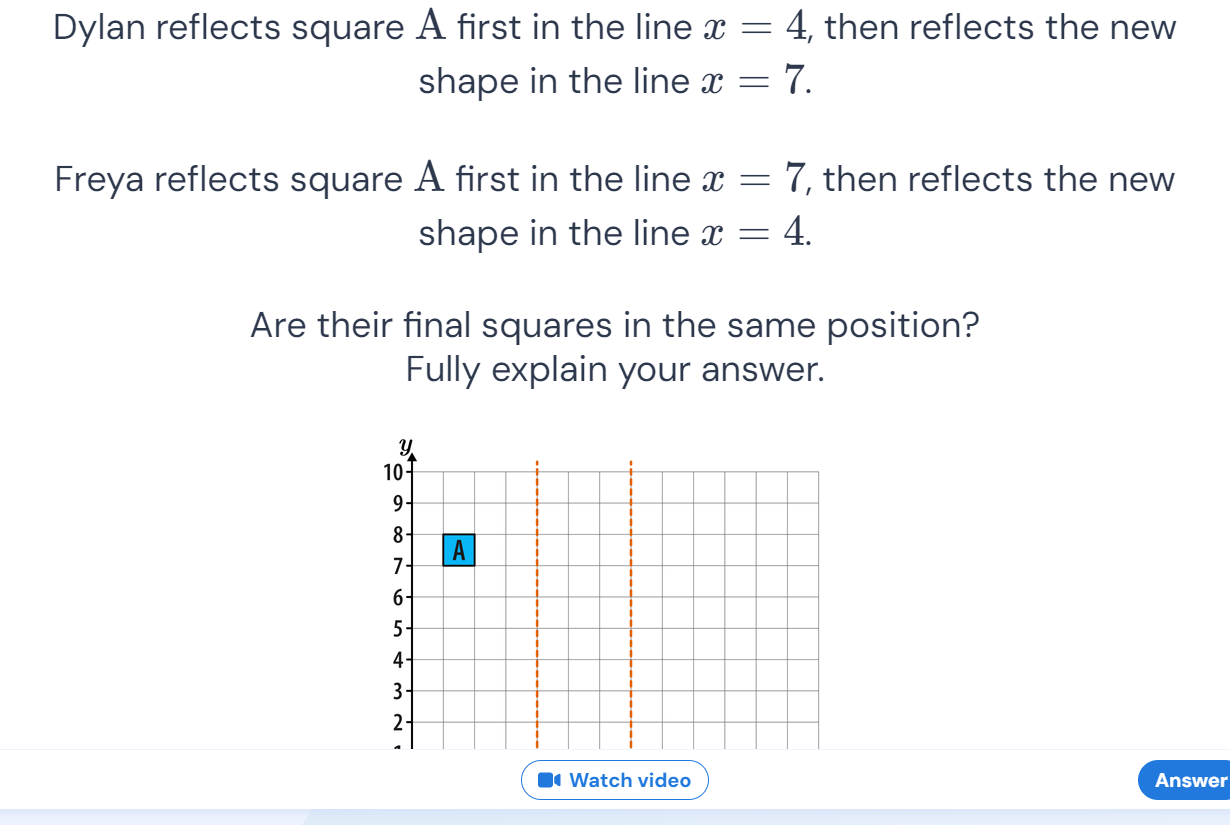 Dylan reflects square A first in the line x = 4, then reflects the new
shape in the line x = 7.
Freya reflects square A first in the line x = 7, then reflects the new
shape in the line x = 4.
Are their final squares in the same position?
Fully explain your answer.
y
10
9
8
A
7
6
5
4
3
2
Watch video
Answer